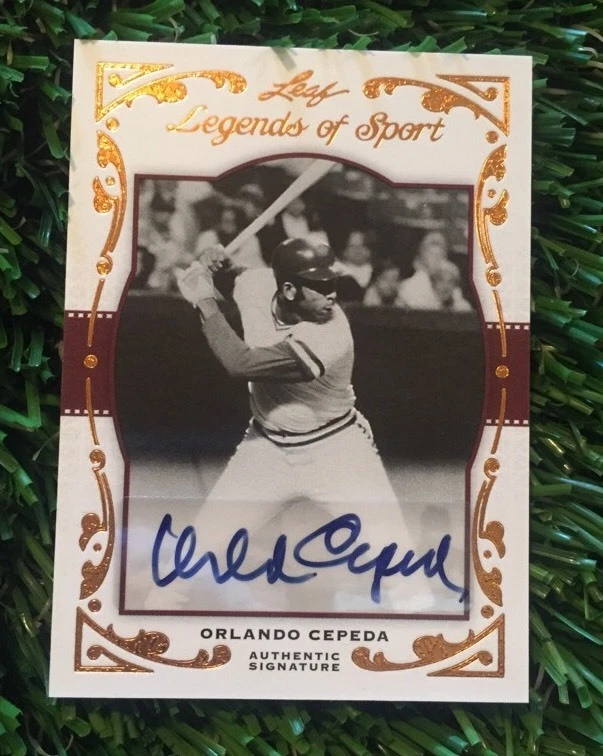 Leaf
Legends of Sport
Orlando Cepeda
ORLANDO CEPEDA
AUTHENTIC
SIGNATURE